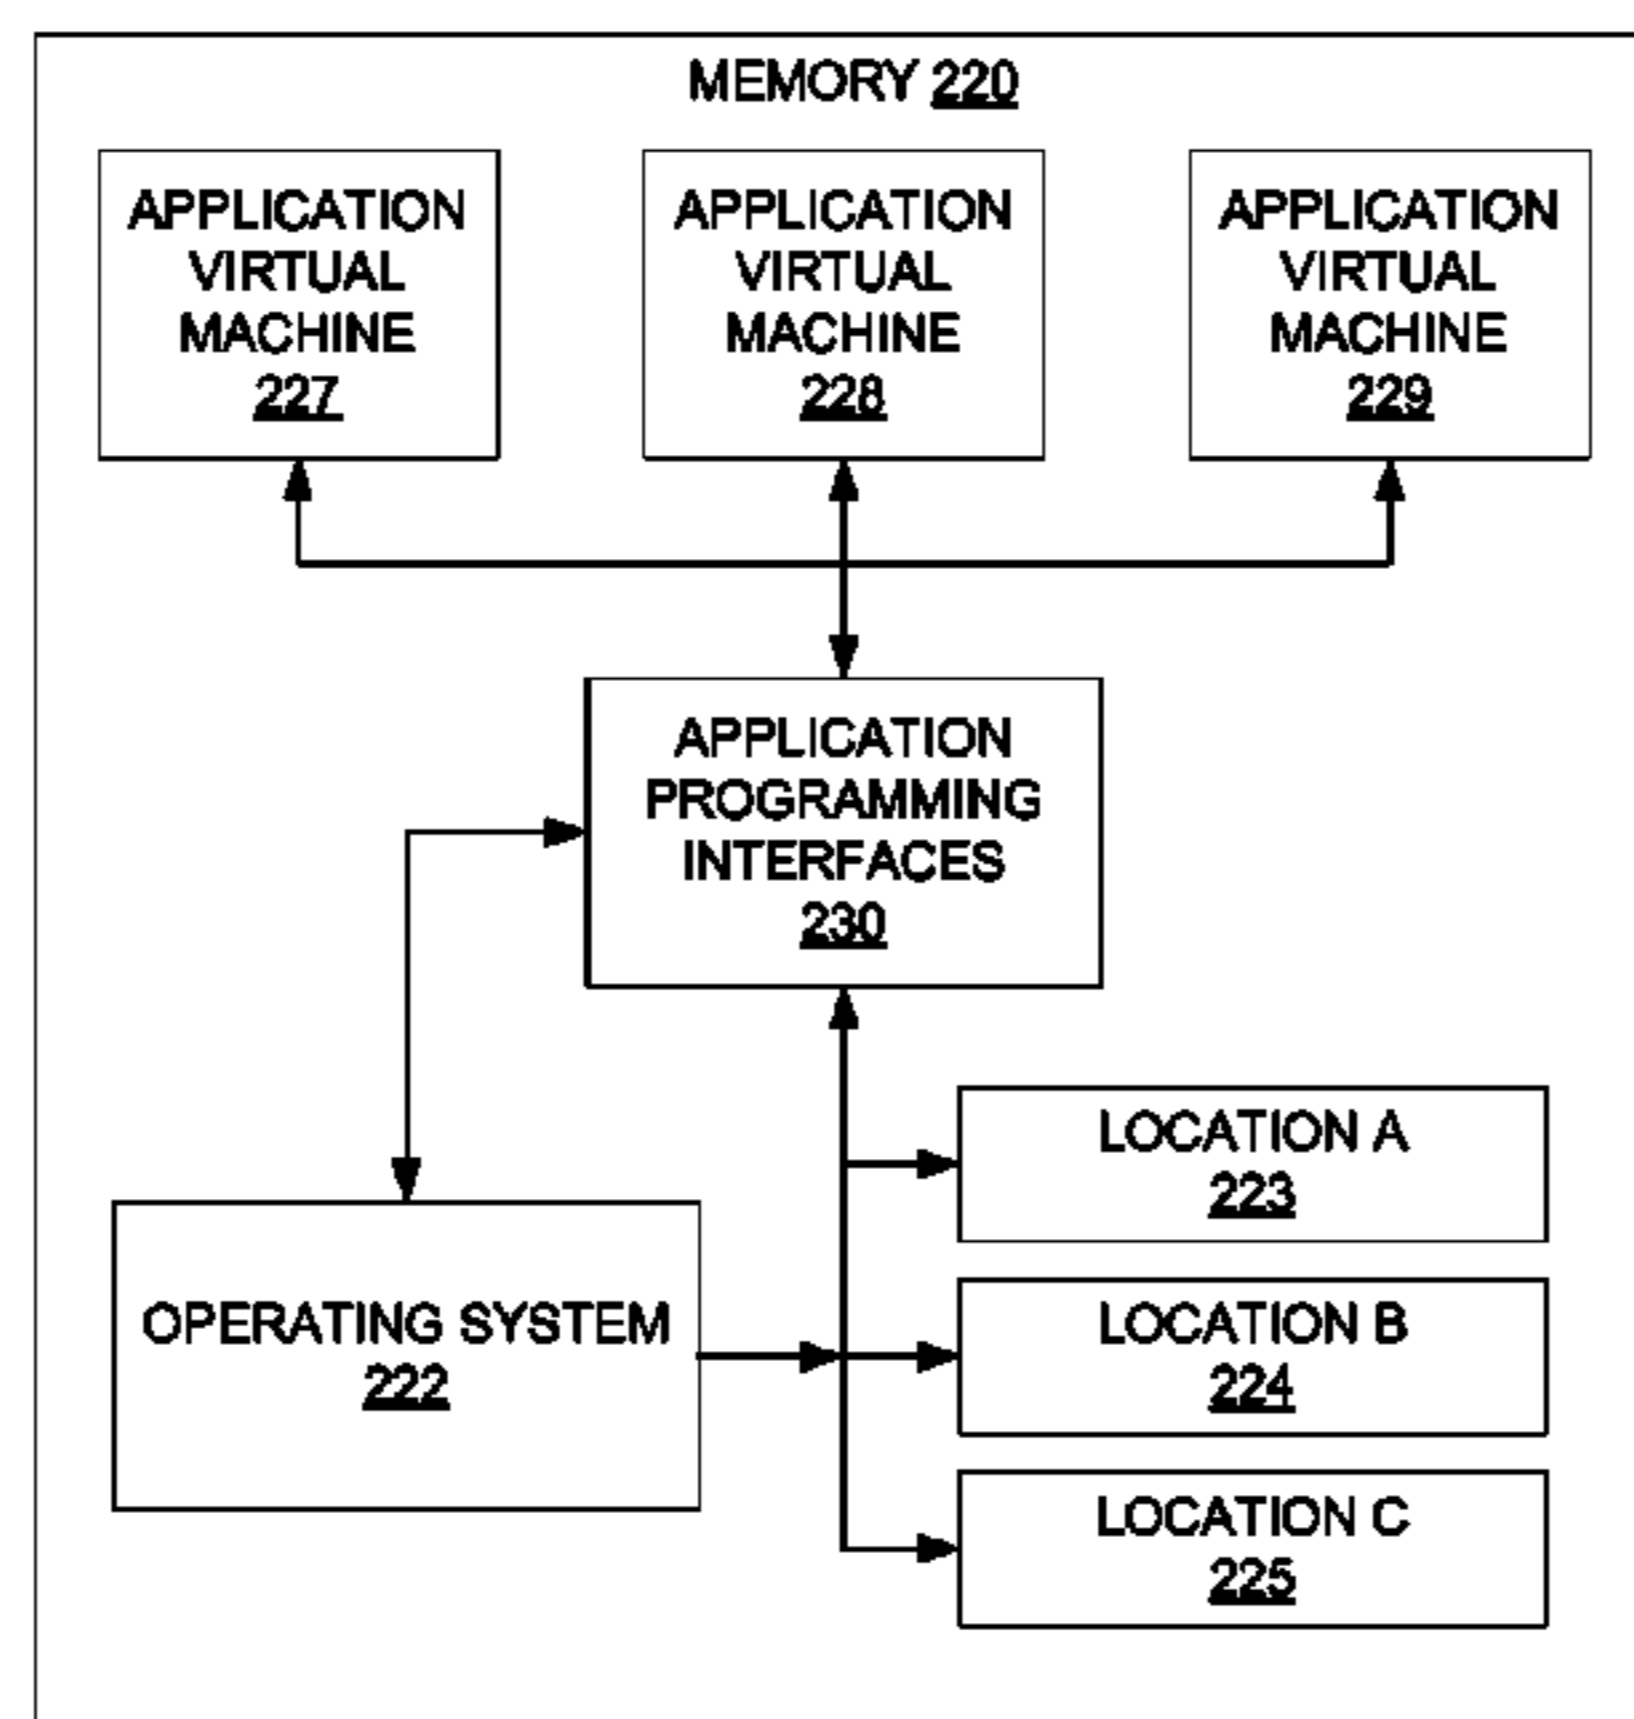 MEMORY 220
APPLICATION
VIRTUAL
MACHINE
227
APPLICATION
VIRTUAL
MACHINE
228
APPLICATION
VIRTUAL
MACHINE
229
APPLICATION
PROGRAMMING
INTERFACES
230
OPERATING SYSTEM
222
LOCATION A
223
LOCATION B
224
LOCATION C
225